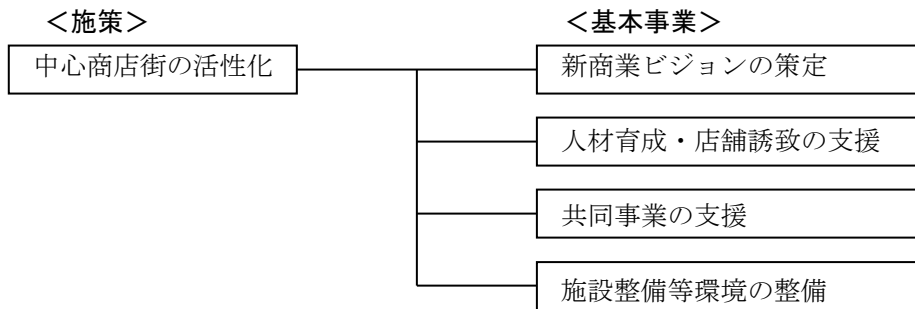 ＜施策＞ ＜基本事業＞
中心商店街の活性化 新商業ビジョンの策定
人材育成・店舗誘致の支援
共同事業の支援
施設整備等環境の整備